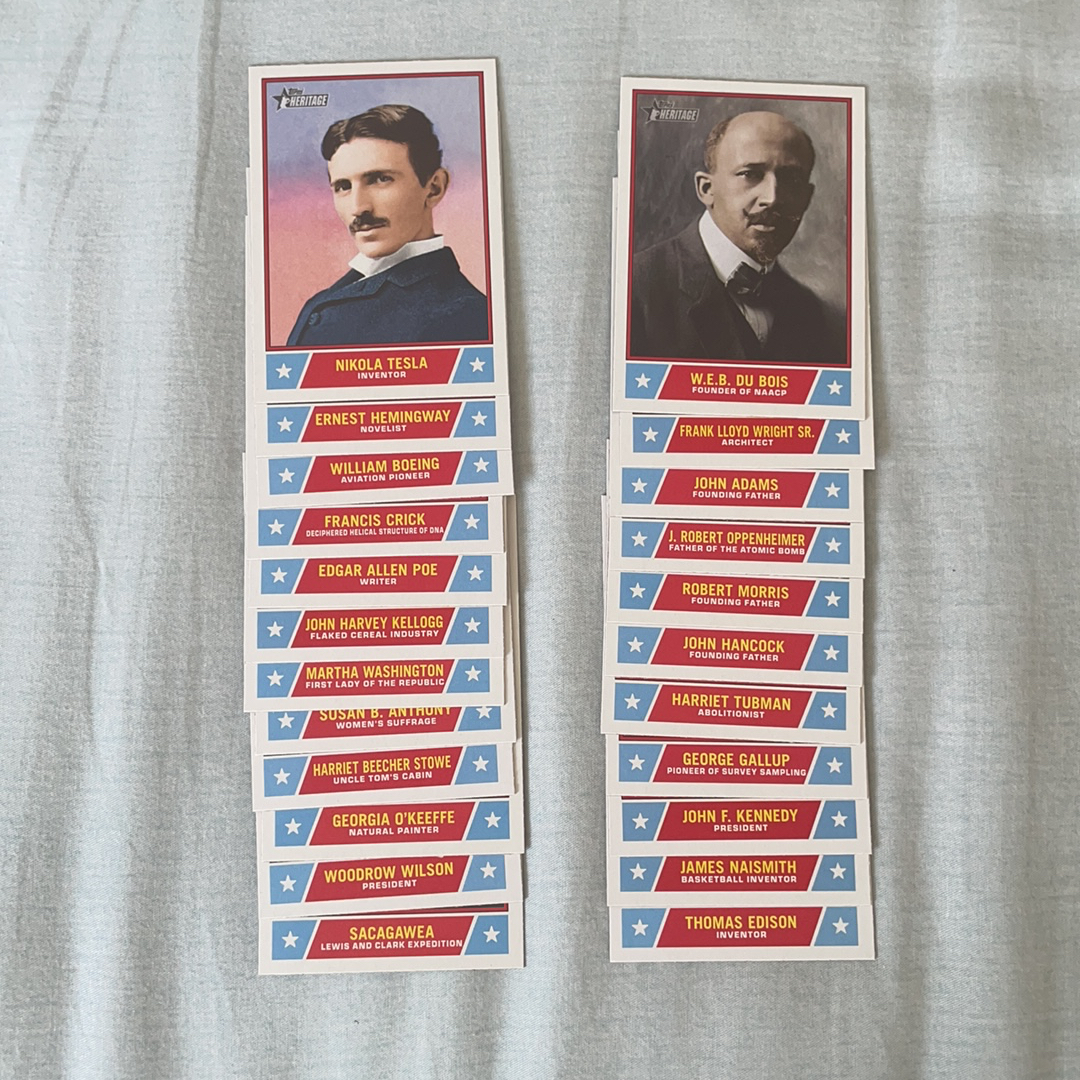 Topps
HERITAGE
NIKOLA TESLA
INVENTOR
ERNEST HEMINGWAY
NOVELIST
WILLIAM BOEING
AVIATION PIONEER
FRANCIS CRICK
DECIPHERED HELICAL STRUCTURE OF DNA
EDGAR ALLEN POE
WRITER
JOHN HARVEY KELLOGG
FLAKED CEREAL INDUSTRY
MARTHA WASHINGTON
FIRST LADY OF THE REPUBLIC
SUSAN B. ANTHONY
WOMEN'S SUFFRAGE
HARRIET BEECHER STOWE
UNCLE TOM'S CABIN
GEORGIA O'KEEFFE
NATURAL PAINTER
WOODROW WILSON
PRESIDENT
SACAGAWEA
LEWIS AND CLARK EXPEDITION
Topps
HERITAGE
W.E.B. DU BOIS
FOUNDER OF NAACP
FRANK LLOYD WRIGHT SR.
ARCHITECT
JOHN ADAMS
FOUNDING FATHER
J. ROBERT OPPENHEIMER
FATHER OF THE ATOMIC BOMB
ROBERT MORRIS
FOUNDING FATHER
JOHN HANCOCK
FOUNDING FATHER
HARRIET TUBMAN
ABOLITIONIST
GEORGE GALLUP
PIONEER OF SURVEY SAMPLING
JOHN F. KENNEDY
PRESIDENT
JAMES NAISMITH
BASKETBALL INVENTOR
THOMAS EDISON
INVENTOR